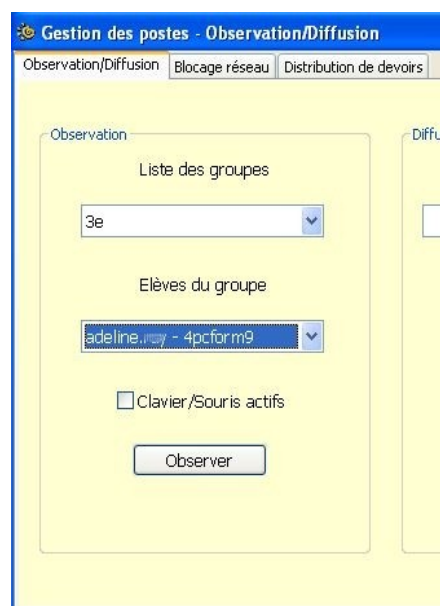 Gestion des postes - Observation/Diffusion
Observation/Diffusion Blocage réseau Distribution de devoirs
Observation Diffu
Liste des groupes
3e
Elèves du groupe
adeline. - 4pcform9
Clavier/Souris actifs
Observer